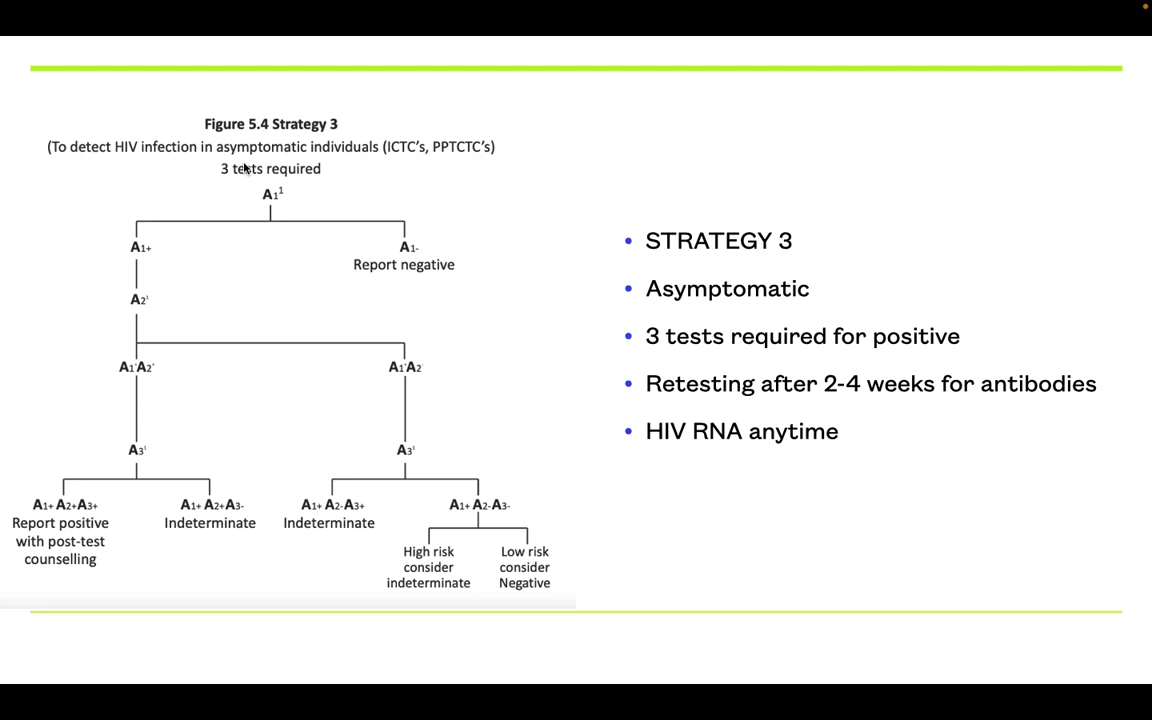 Figure 5.4 Strategy 3
(To detect HIV infection in asymptomatic individuals (ICTC's, PPTCTC's)
3 tests required
A1¹
A1+
A1-
Report negative
A2¹
A1⁺A2⁺
A1⁺A2
A3¹
A3¹
A1+ A2+A3+
Report positive
with post-test
counselling
A1+ A2+A3-
Indeterminate
A1+ A2-A3+
Indeterminate
A1+ A2-A3-
High risk
consider
indeterminate
Low risk
consider
Negative
• STRATEGY 3
• Asymptomatic
• 3 tests required for positive
• Retesting after 2-4 weeks for antibodies
• HIV RNA anytime